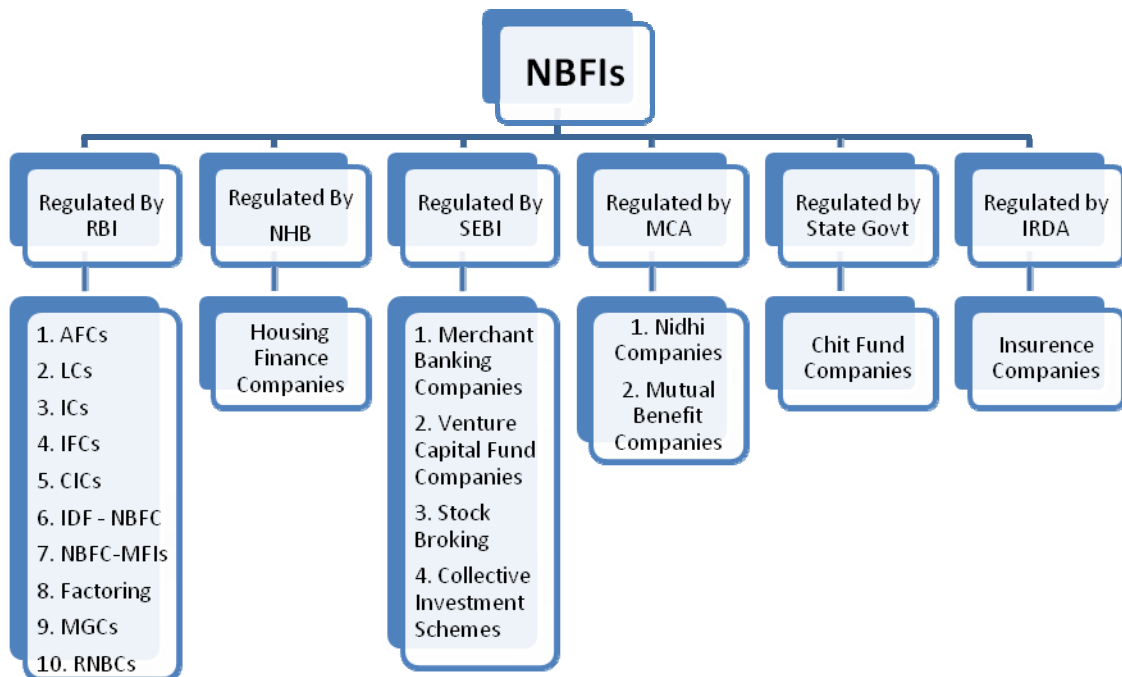 NBFIs
Regulated By
RBI
Regulated By
NHB
Regulated By
SEBI
Regulated by
MCA
Regulated by
State Govt
Regulated by
IRDA
1. AFCs
2. LCs
3. ICs
4. IFCs
5. CICs
6. IDF - NBFC
7. NBFC-MFIs
8. Factoring
9. MGCs
10. RNBCs
Housing
Finance
Companies
1. Merchant
Banking
Companies
2. Venture
Capital Fund
Companies
3. Stock
Broking
4. Collective
Investment
Schemes
1. Nidhi
Companies
2. Mutual
Benefit
Companies
Chit Fund
Companies
Insurence
Companies